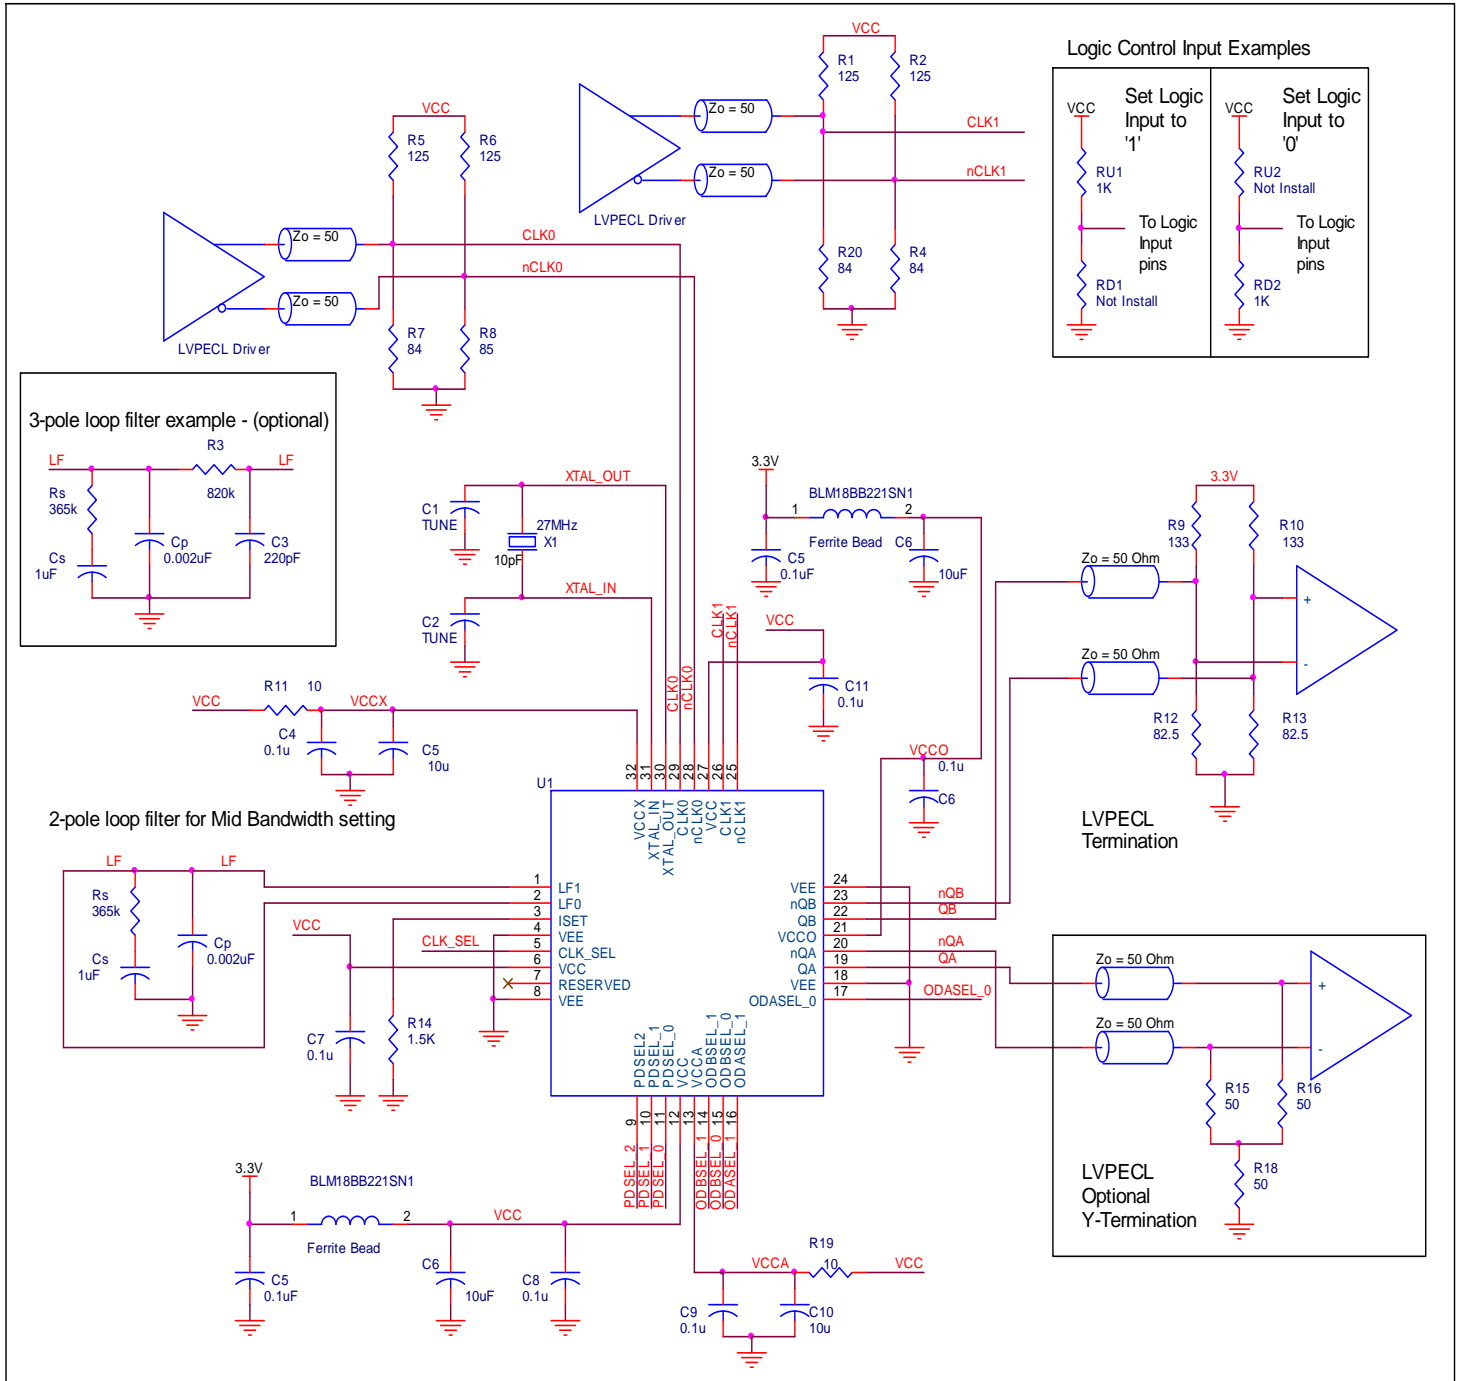 VCC
R1
125
R2
125
Zo = 50
CLK1
Zo = 50
nCLK1
LVPECL Driver
R20
84
R4
84
Logic Control Input Examples
VCC
Set Logic
Input to
'1'
RU1
1K
To Logic
Input
pins
RD1
Not Install
VCC
Set Logic
Input to
'0'
RU2
Not Install
To Logic
Input
pins
RD2
1K
VCC
R5
125
R6
125
Zo = 50
CLK0
nCLK0
Zo = 50
LVPECL Driver
R7
84
R8
85
3-pole loop filter example - (optional)
LF
R3
LF
820k
Rs
365k
Cs
1uF
Cp
0.002uF
C3
220pF
XTAL_OUT
C1
TUNE
27MHz
X1
10pF
XTAL_IN
C2
TUNE
3.3V
BLM18BB221SN1
1
2
Ferrite Bead
C5
0.1uF
C6
10uF
3.3V
R9
133
R10
133
Zo = 50 Ohm
+
Zo = 50 Ohm
-
R12
82.5
R13
82.5
LVPECL
Termination
CLK1
nCLK1
VCC
C11
0.1u
CLK0
nCLK0
R11
10
VCC
VCCX
C4
0.1u
C5
10u
VCCO
0.1u
C6
U1
32
31
30
29
28
27
26
25
VCCX
XTAL_IN
XTAL_OUT
CLK0
nCLK0
VCC
CLK1
nCLK1
2-pole loop filter for Mid Bandwidth setting
LF
LF
Rs
365k
Cs
1uF
Cp
0.002uF
VCC
CLK_SEL
C7
0.1u
R14
1.5K
1
LF1
2
LF0
3
ISET
4
VEE
5
CLK_SEL
6
VCC
7
RESERVED
8
VEE
24
VEE
23
nQB
nQB
22
QB
QB
21
VCCO
20
nQA
nQA
19
QA
QA
18
VEE
17
ODASEL_0
ODASEL_0
PDSEL2
PDSEL_1
PDSEL_0
VCC
VCCA
ODBSEL_1
ODBSEL_0
ODASEL_1
9
10
11
12
13
14
15
16
PDSEL_2
PDSEL_1
PDSEL_0
ODBSEL_1
ODBSEL_0
ODASEL_1
Zo = 50 Ohm
+
Zo = 50 Ohm
-
R15
50
R16
50
R18
50
LVPECL
Optional
Y-Termination
3.3V
BLM18BB221SN1
1
2
VCC
Ferrite Bead
C5
0.1uF
C6
10uF
C8
0.1u
VCCA
R19
10
VCC
C9
0.1u
C10
10u